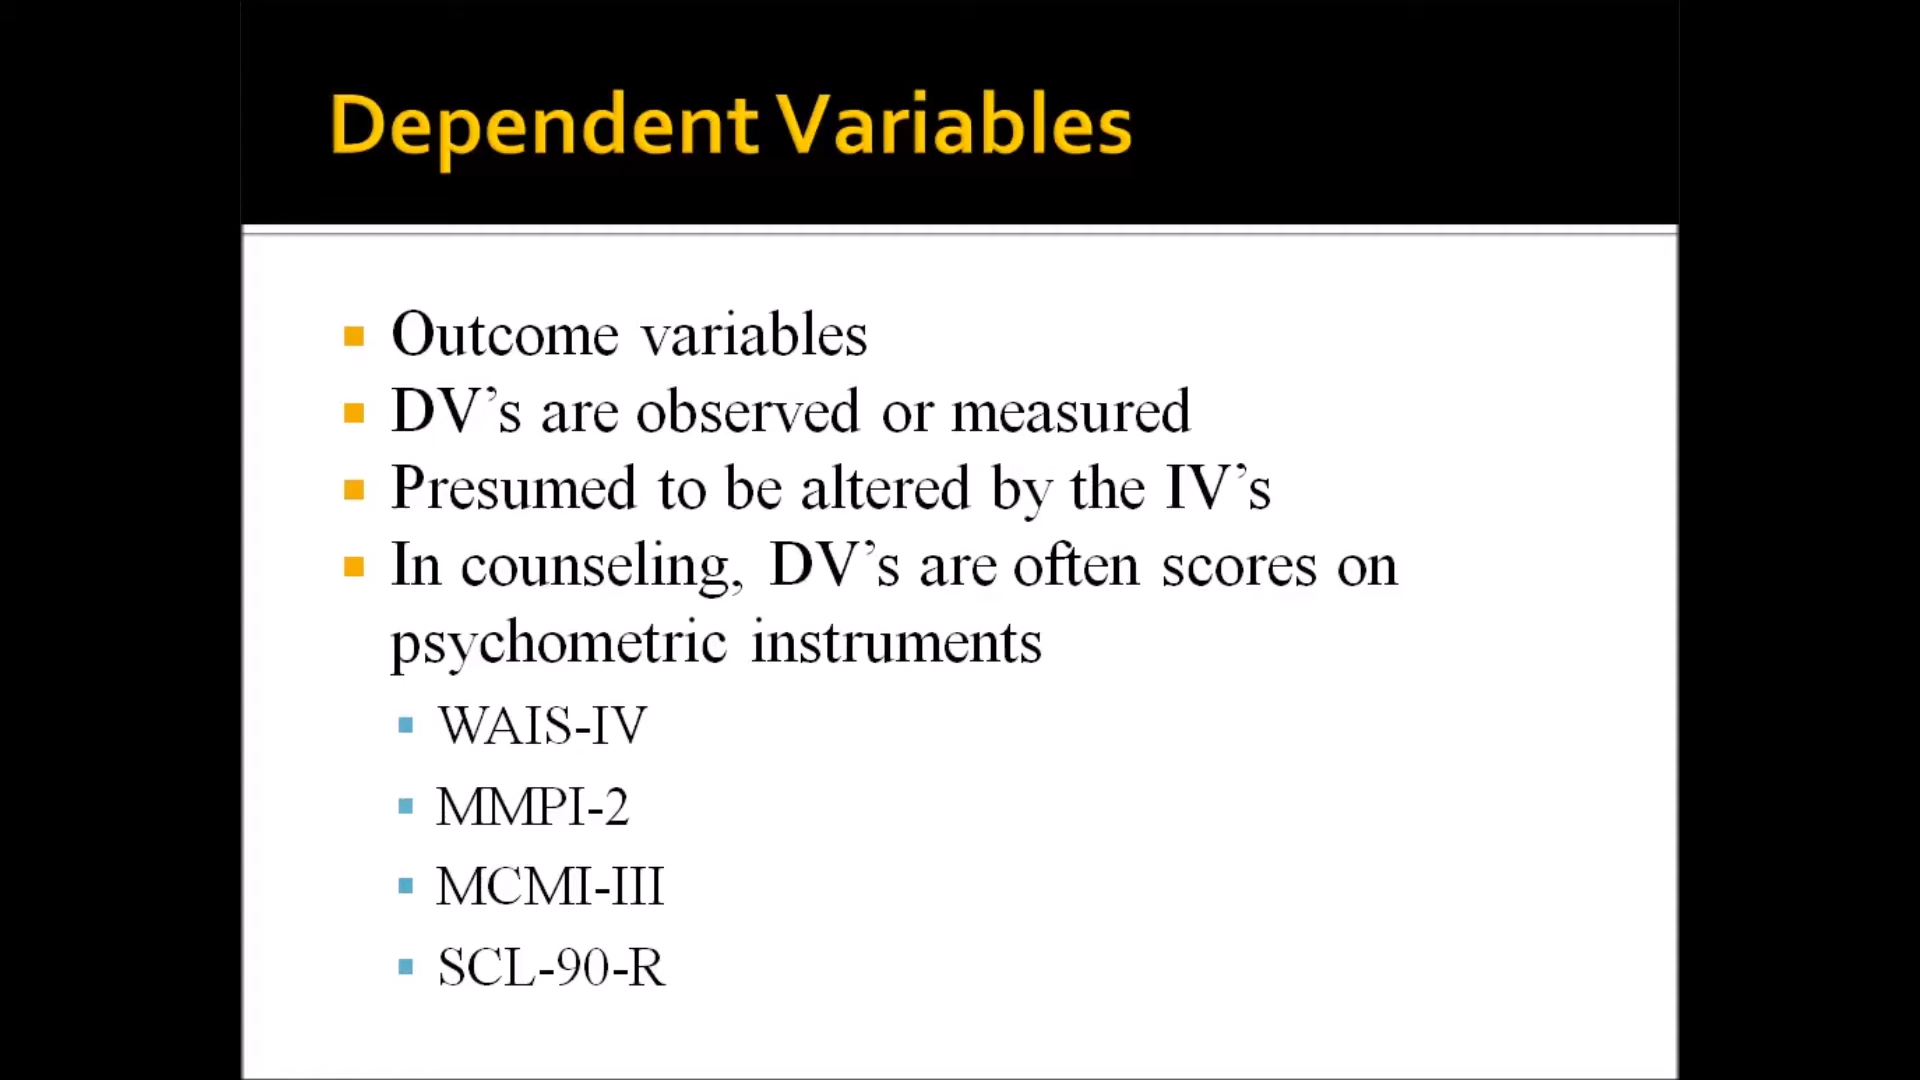 Dependent Variables
Outcome variables
DV’s are observed or measured
Presumed to be altered by the IV’s
In counseling, DV’s are often scores on
psychometric instruments
WAIS-IV
MMPI-2
MCMI-III
SCL-90-R